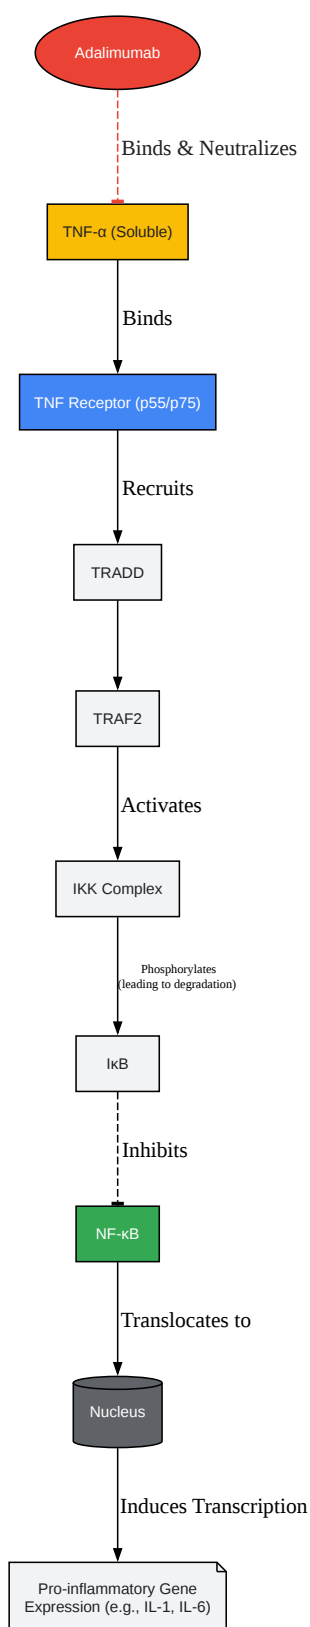 Adalimumab
Binds & Neutralizes
TNF-α (Soluble)
Binds
TNF Receptor (p55/p75)
Recruits
TRADD
TRAF2
Activates
IKK Complex
Phosphorylates
(leading to degradation)
IκB
Inhibits
NF-κB
Translocates to
Nucleus
Induces Transcription
Pro-inflammatory Gene
Expression (e.g., IL-1, IL-6)